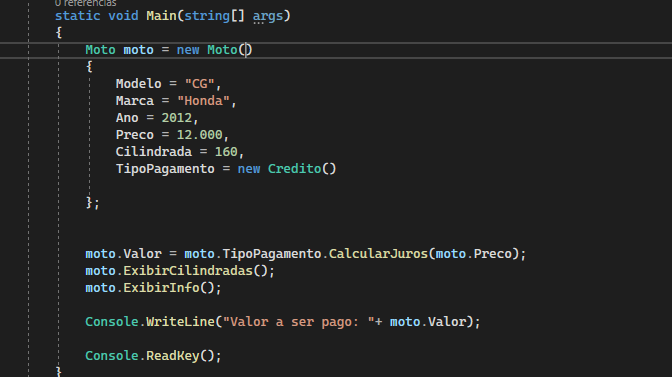 0 referências
static void Main(string[] args)
{
Moto moto = new Moto()
{
Modelo = "CG",
Marca = "Honda",
Ano = 2012,
Preco = 12.000,
Cilindrada = 160,
TipoPagamento = new Credito()
};
moto.Valor = moto.TipoPagamento.CalcularJuros(moto.Preco);
moto.ExibirCilindradas();
moto.ExibirInfo();
Console.WriteLine("Valor a ser pago: "+ moto.Valor);
Console.ReadKey();
}